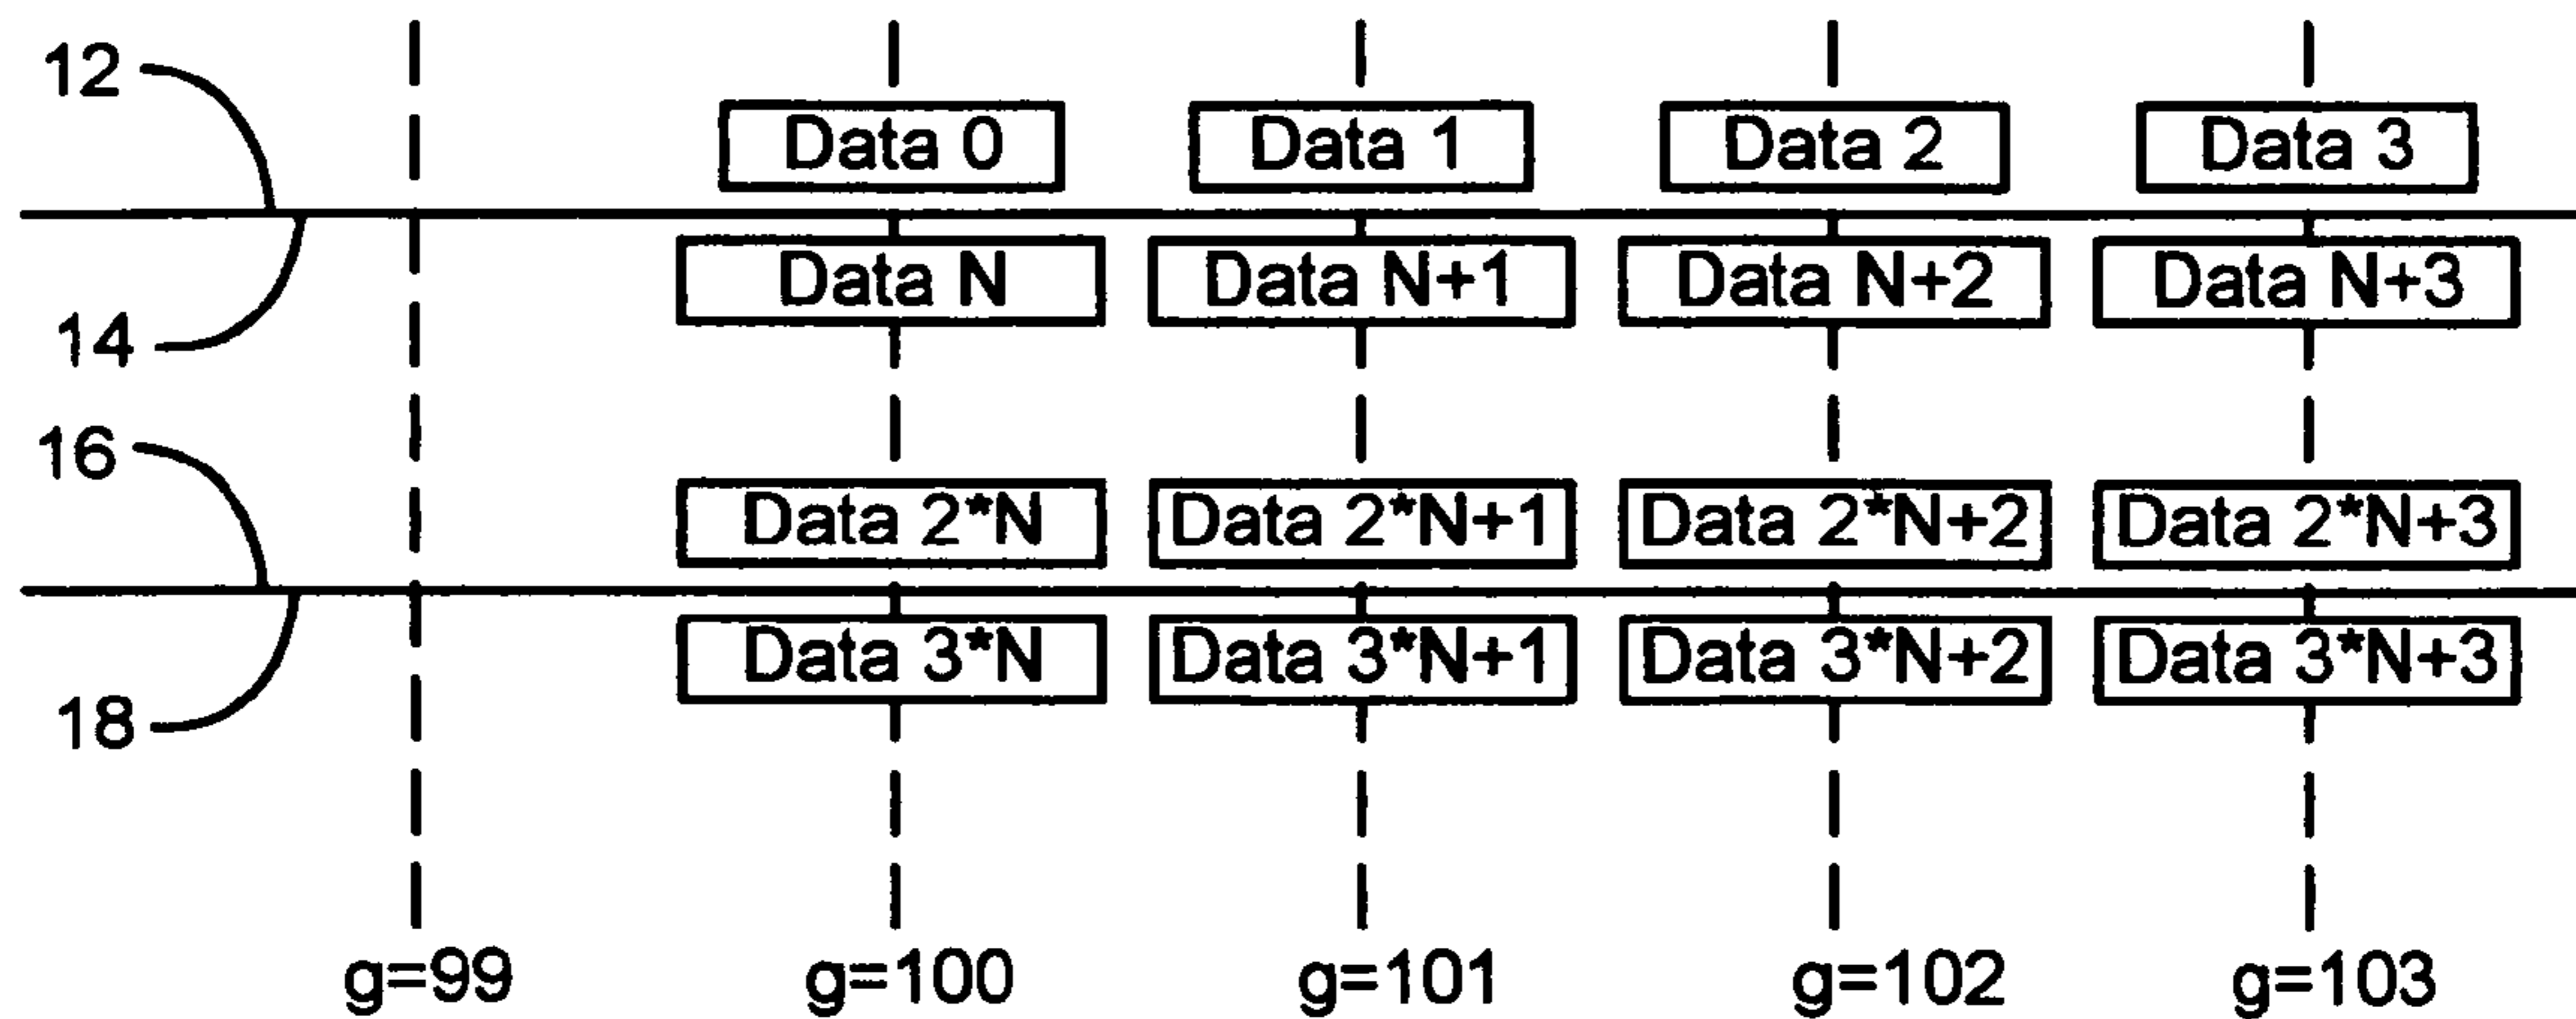 12
Data 0 Data 1 Data 2 Data 3
Data N Data N+1 Data N+2 Data N+3
14
16
Data 2*N Data 2*N+1 Data 2*N+2 Data 2*N+3
Data 3*N Data 3*N+1 Data 3*N+2 Data 3*N+3
18
g=99 g=100 g=101 g=102 g=103